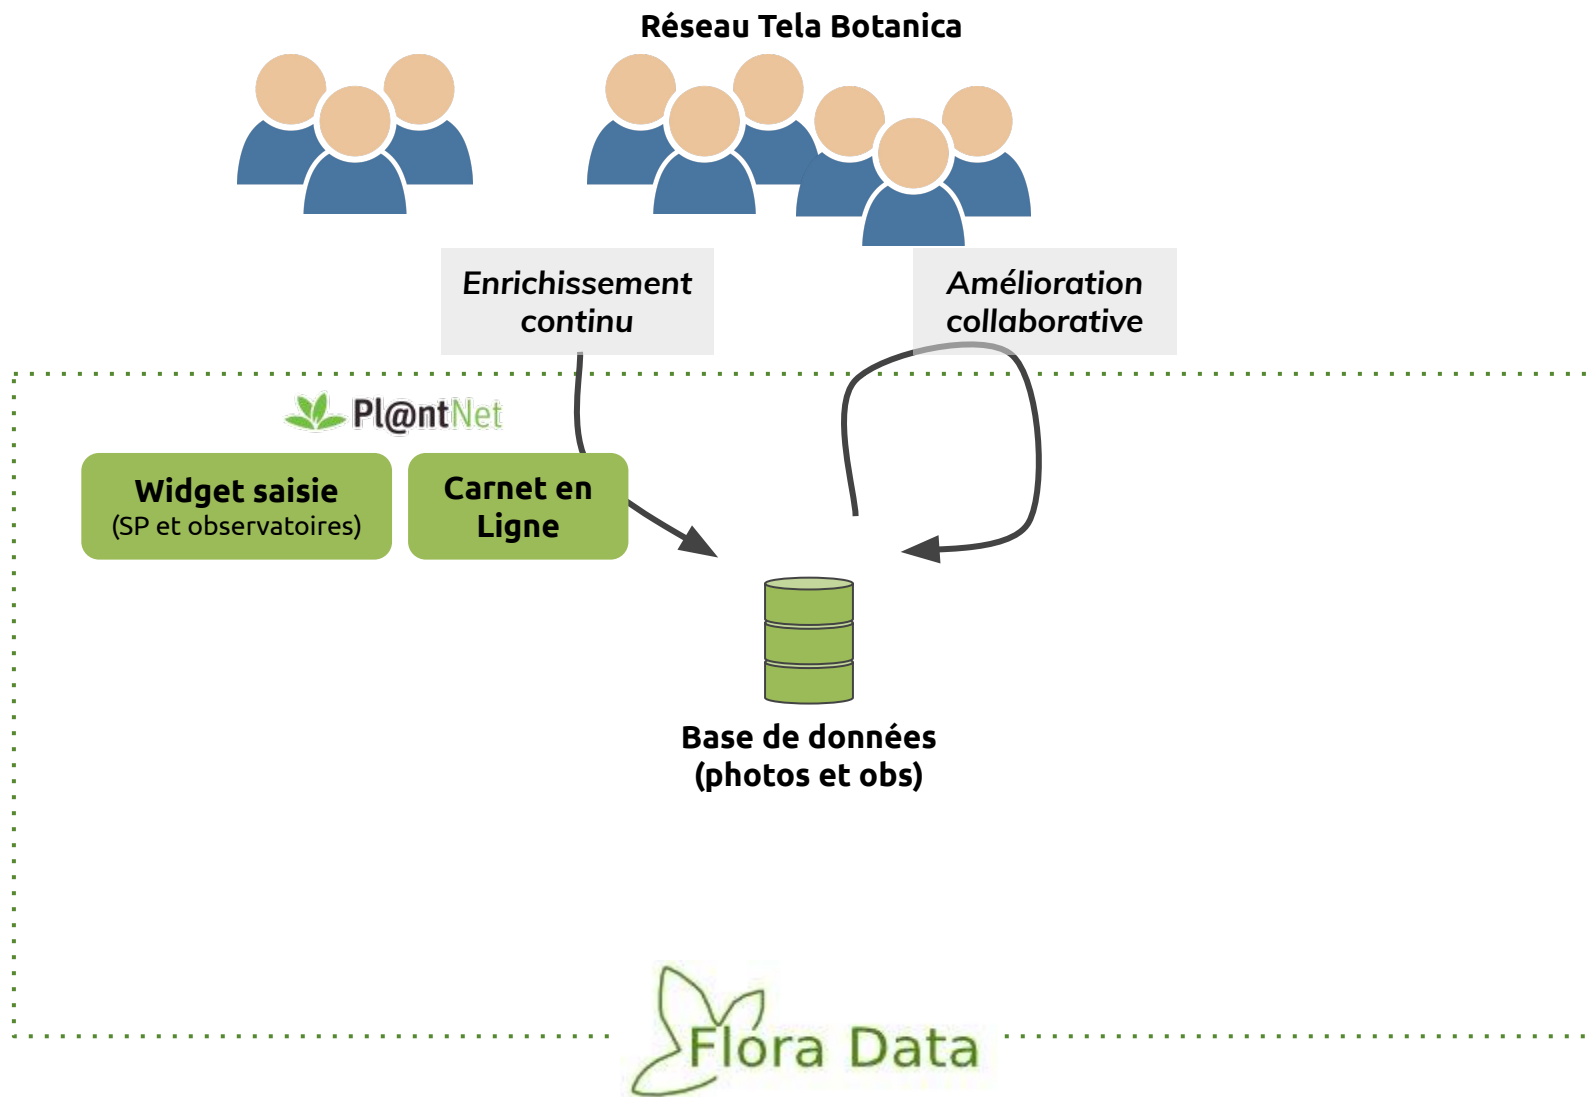 Réseau Tela Botanica
Enrichissement
continu
Amélioration
collaborative
Pl@ntNet
Widget saisie
(SP et observatoires)
Carnet en
Ligne
Base de données
(photos et obs)
Flora Data